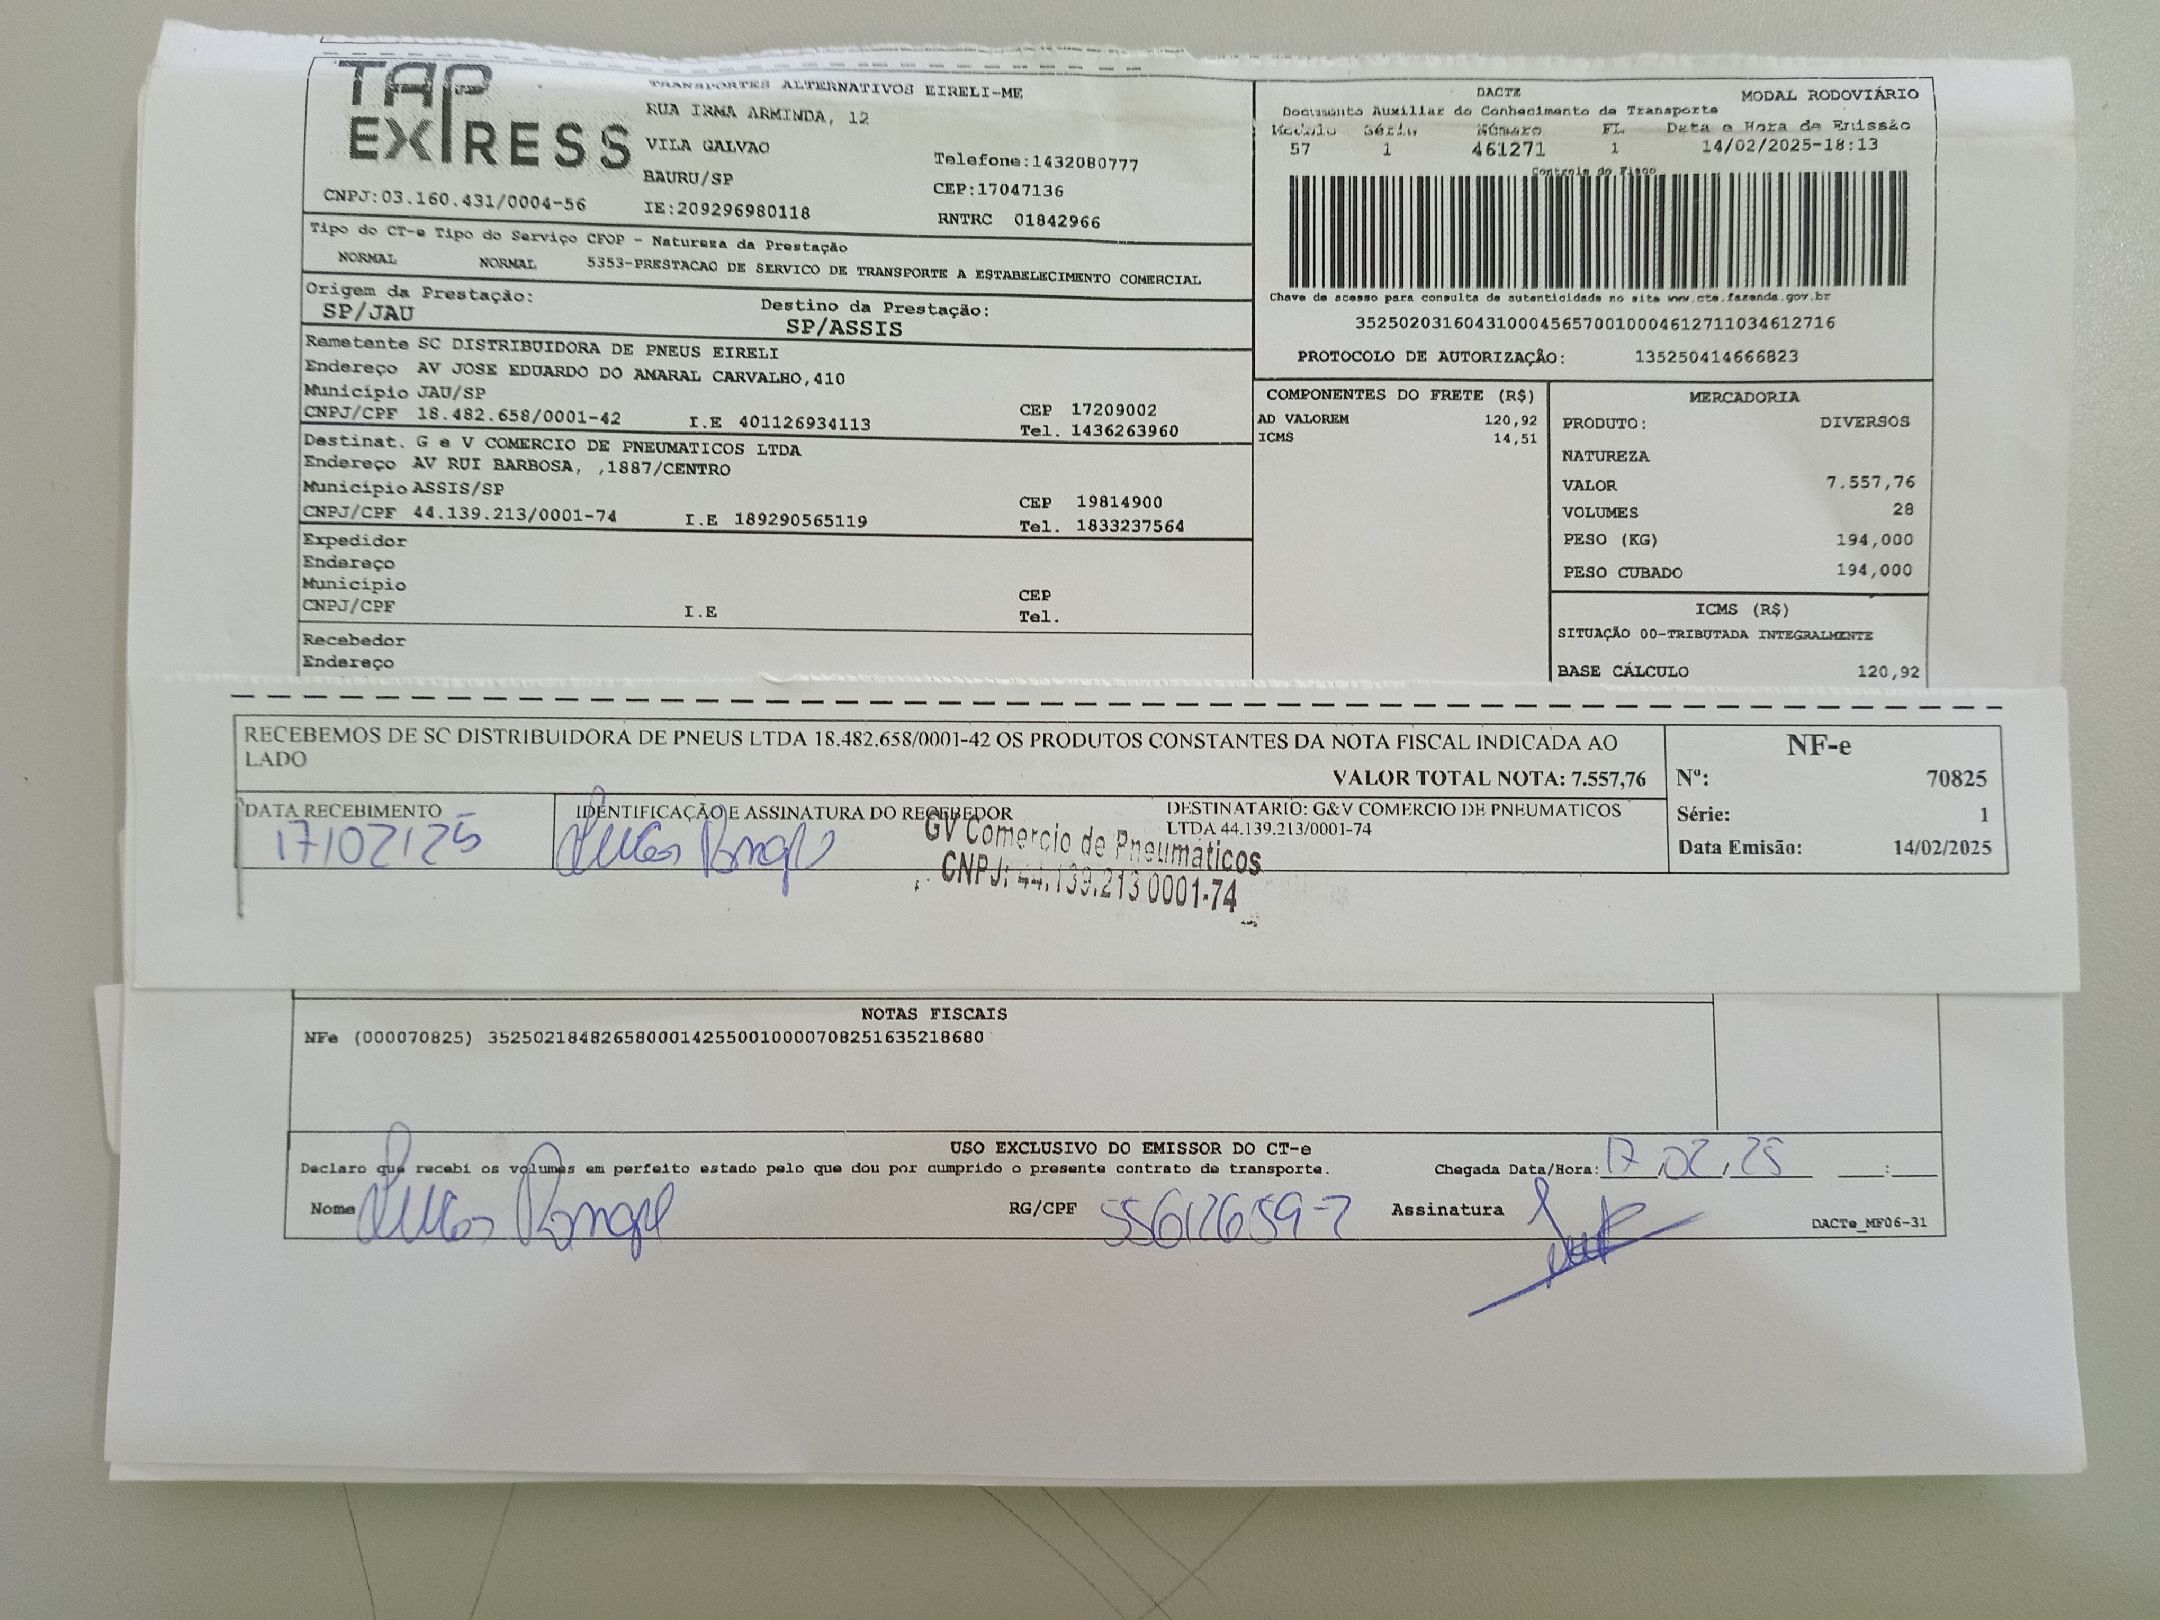 TAP
EXPRESS
TRANSPORTES ALTERNATIVOS EIRELI-ME
RUA IRMA ARMINDA, 12
VILA GALVAO
BAURU/SP
Telefone:1432080777
CEP:17047136
CNPJ:03.160.431/0004-56
IE:209296980118
RNTRC 01842966
DACTE
MODAL RODOVIÁRIO
Documento Auxiliar do Conhecimento de Transporte
Modulo Série Número FL Data e Hora de Emissão
57 1 461271 1 14/02/2025-18:13
Controle do Fisco
Tipo do CT-e Tipo do Serviço CFOP - Natureza da Prestação
NORMAL NORMAL 5353-PRESTACAO DE SERVICO DE TRANSPORTE A ESTABELECIMENTO COMERCIAL
Origem da Prestação:
SP/JAU
Destino da Prestação:
SP/ASSIS
Chave de acesso para consulta de autenticidade no site www.cte.fazenda.gov.br
35250203160431000456570010004612711034612716
PROTOCOLO DE AUTORIZAÇÃO: 135250414666823
Remetente SC DISTRIBUIDORA DE PNEUS EIRELI
Endereço AV JOSE EDUARDO DO AMARAL CARVALHO,410
Município JAU/SP
CEP 17209002
CNPJ/CPF 18.482.658/0001-42 I.E 401126934113
Tel. 1436263960
Destinat. G e V COMERCIO DE PNEUMATICOS LTDA
Endereço AV RUI BARBOSA, ,1887/CENTRO
Município ASSIS/SP
CEP 19814900
CNPJ/CPF 44.139.213/0001-74 I.E 189290565119
Tel. 1833237564
Expedidor
Endereço
Município
CEP
CNPJ/CPF I.E
Tel.
Recebedor
Endereço
COMPONENTES DO FRETE (R$)
AD VALOREM 120,92
ICMS 14,51
MERCADORIA
PRODUTO: DIVERSOS
NATUREZA
VALOR 7.557,76
VOLUMES 28
PESO (KG) 194,000
PESO CUBADO 194,000
ICMS (R$)
SITUAÇÃO 00-TRIBUTADA INTEGRALMENTE
BASE CÁLCULO 120,92
RECEBEMOS DE SC DISTRIBUIDORA DE PNEUS LTDA 18.482.658/0001-42 OS PRODUTOS CONSTANTES DA NOTA FISCAL INDICADA AO
LADO
VALOR TOTAL NOTA: 7.557,76
DATA RECEBIMENTO
17/02/25
IDENTIFICAÇÃO E ASSINATURA DO RECEBEDOR
DESTINATARIO: G&V COMERCIO DE PNEUMATICOS
LTDA 44.139.213/0001-74
GV Comercio de Pneumáticos
CNPJ: 44.139.213 0001-74
NF-e
Nº: 70825
Série: 1
Data Emisão: 14/02/2025
NOTAS FISCAIS
NFe (000070825) 35250218482658000142550010000708251635218680
USO EXCLUSIVO DO EMISSOR DO CT-e
Declaro que recebi os volumes em perfeito estado pelo que dou por cumprido o presente contrato de transporte.
Chegada Data/Hora: 17,02,25 :
Nome
RG/CPF 55612659-7
Assinatura
DACTe_MF06-31